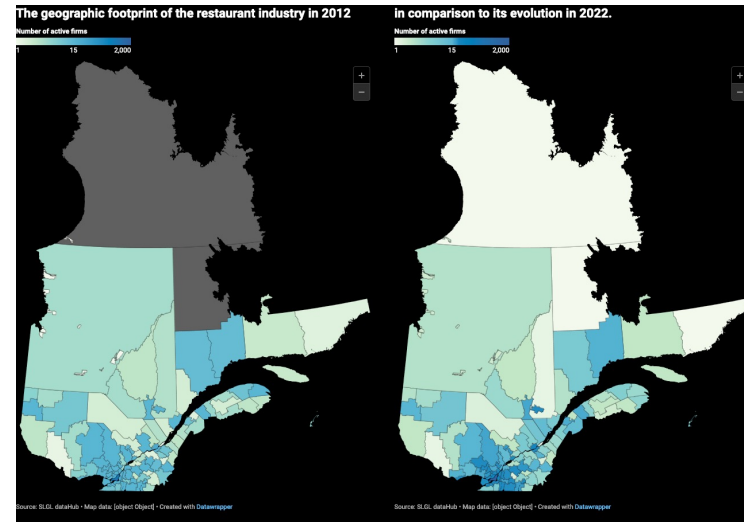 The geographic footprint of the restaurant industry in 2012
Number of active firms
1 15 2,000
+
−
Source: SLGL dataHub • Map data: [object Object] • Created with Datawrapper
in comparison to its evolution in 2022.
Number of active firms
1 15 2,000
+
−
Source: SLGL dataHub • Map data: [object Object] • Created with Datawrapper